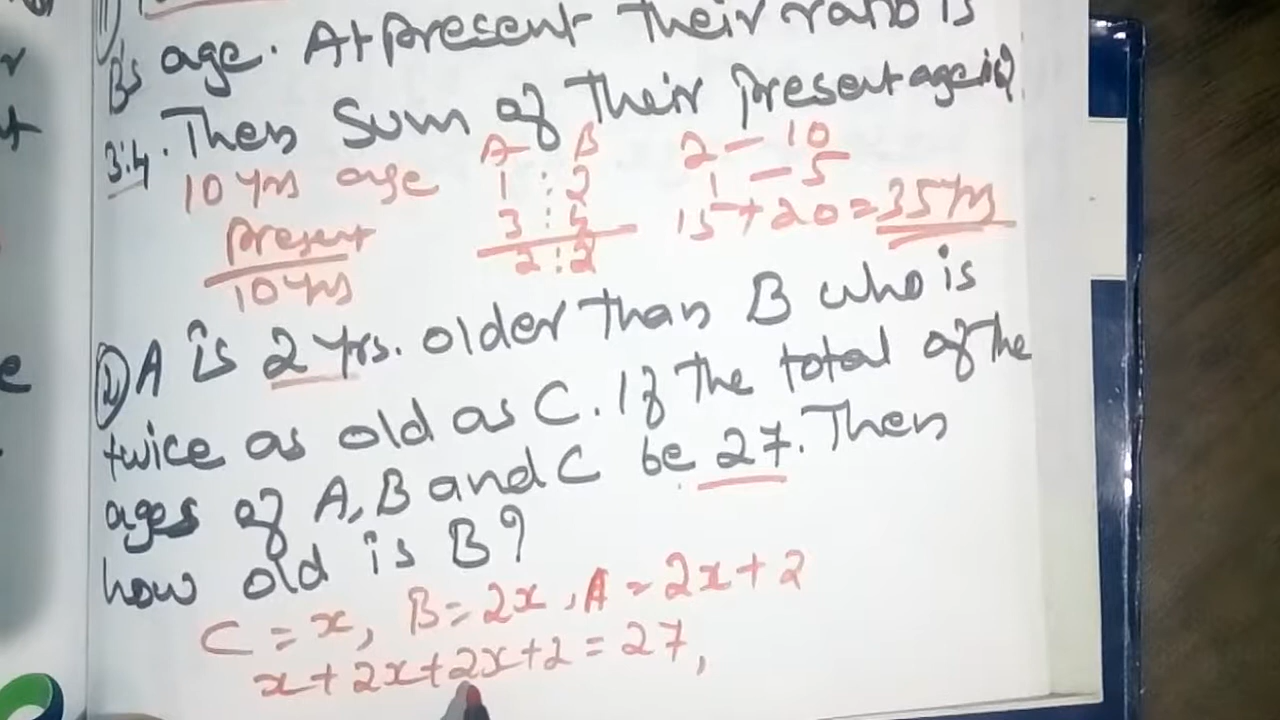 B's age. At present their ratio is
3:4. Then sum of their present age is?
10 yrs age A B 2 - 10
1 : 2 1 - 5
present 3 : 4 15 + 20 = 35 yrs
10 yrs 2 : 2
2) A is 2 yrs. older than B who is
twice as old as C. If the total of the
ages of A, B and C be 27. Then
how old is B?
C = x, B = 2x, A = 2x + 2
x + 2x + 2x + 2 = 27,